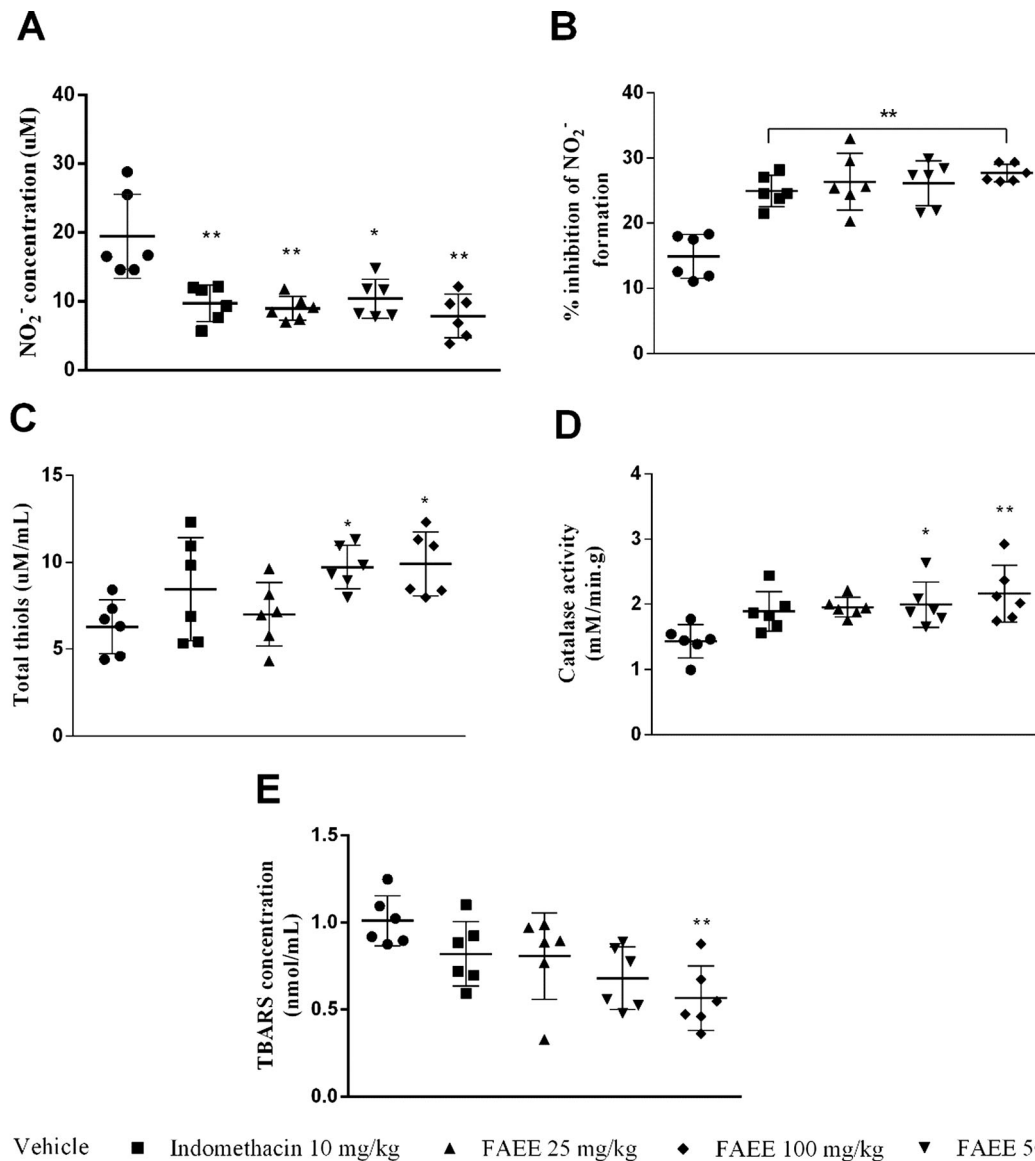 A
NO₂⁻ concentration (uM)
40
30
20
10
0
**
**
*
**
B
% inhibition of NO₂⁻
formation
40
30
20
10
0
**
C
Total thiols (uM/mL)
15
10
5
0
*
*
D
Catalase activity
(mM/min.g)
4
3
2
1
0
*
**
E
TBARS concentration
(nmol/mL)
1.5
1.0
0.5
0.0
**
Vehicle ■ Indomethacin 10 mg/kg ▲ FAEE 25 mg/kg ◆ FAEE 100 mg/kg ▼ FAEE 5